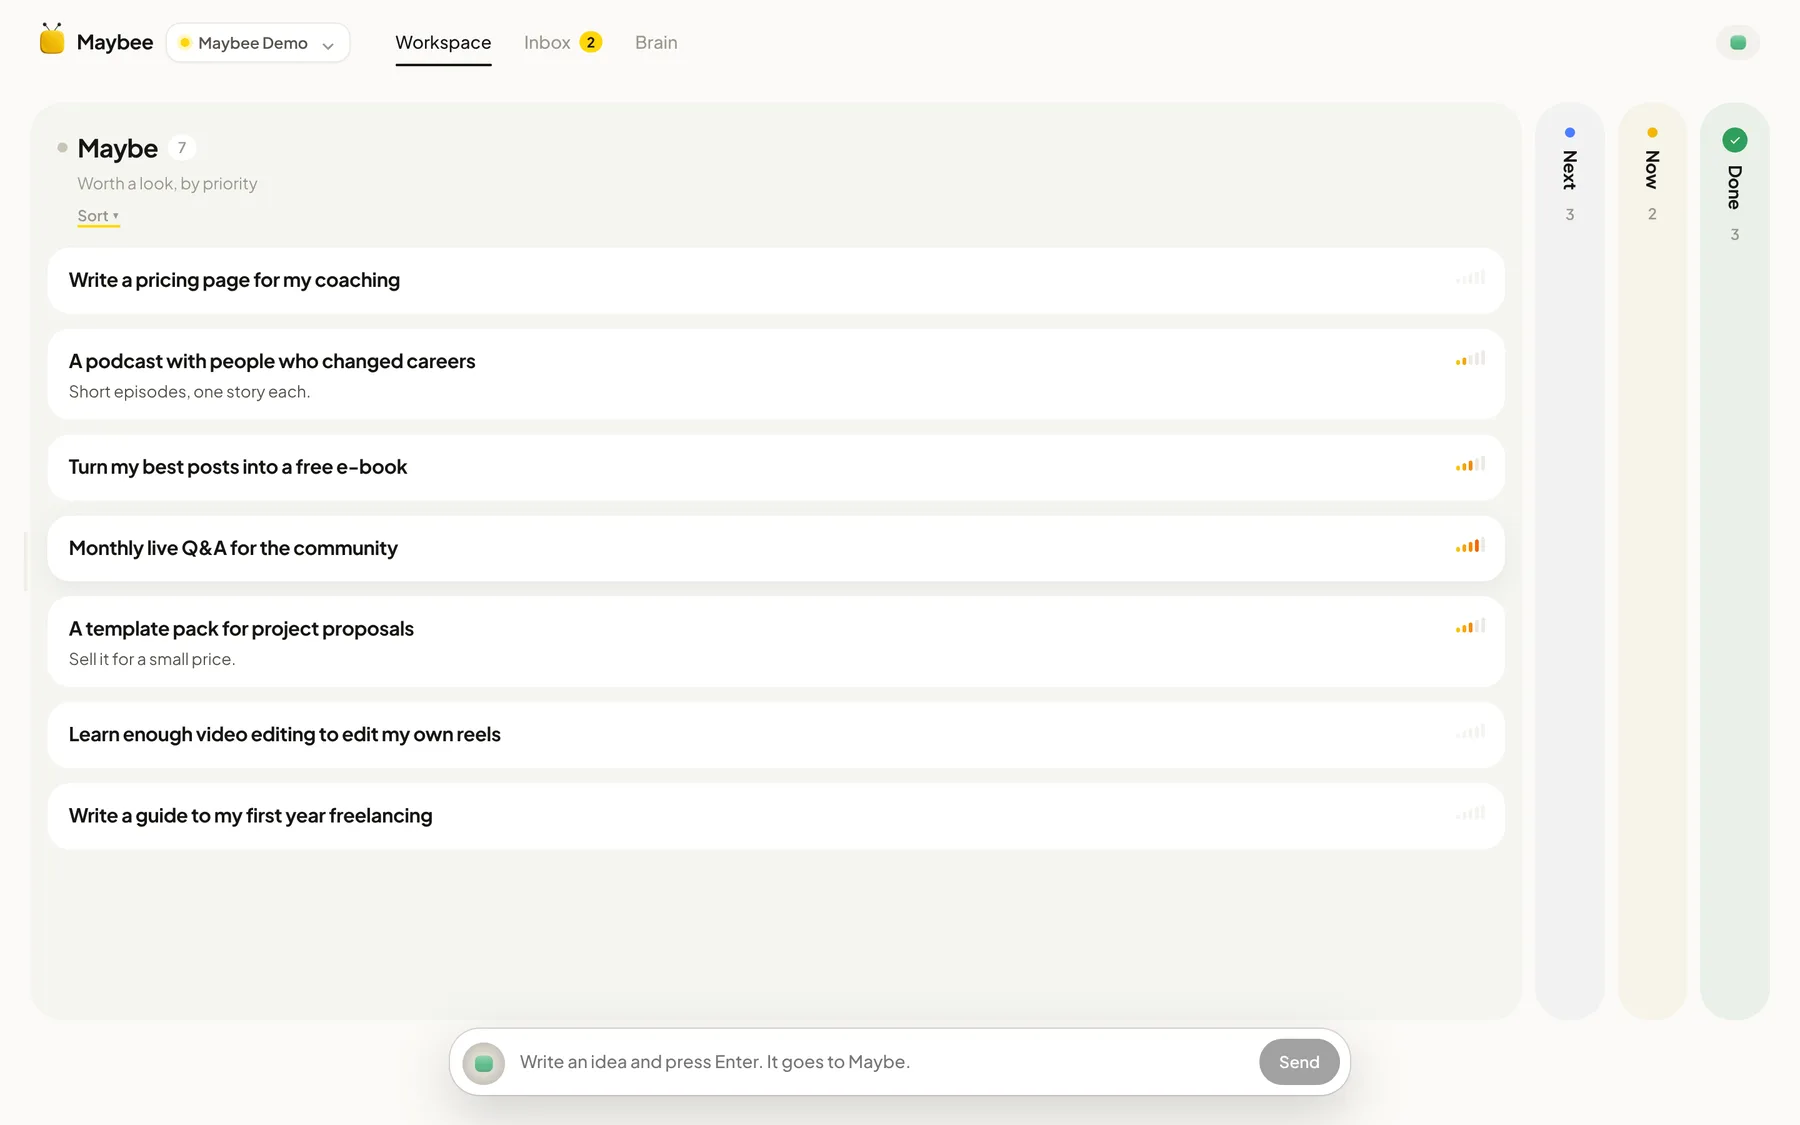 Maybee
Maybee Demo
Workspace
Inbox 2
Brain
Maybe 7
Worth a look, by priority
Sort ▾
Write a pricing page for my coaching
A podcast with people who changed careers
Short episodes, one story each.
Turn my best posts into a free e-book
Monthly live Q&A for the community
A template pack for project proposals
Sell it for a small price.
Learn enough video editing to edit my own reels
Write a guide to my first year freelancing
Next
3
Now
2
Done
3
Write an idea and press Enter. It goes to Maybe.
Send